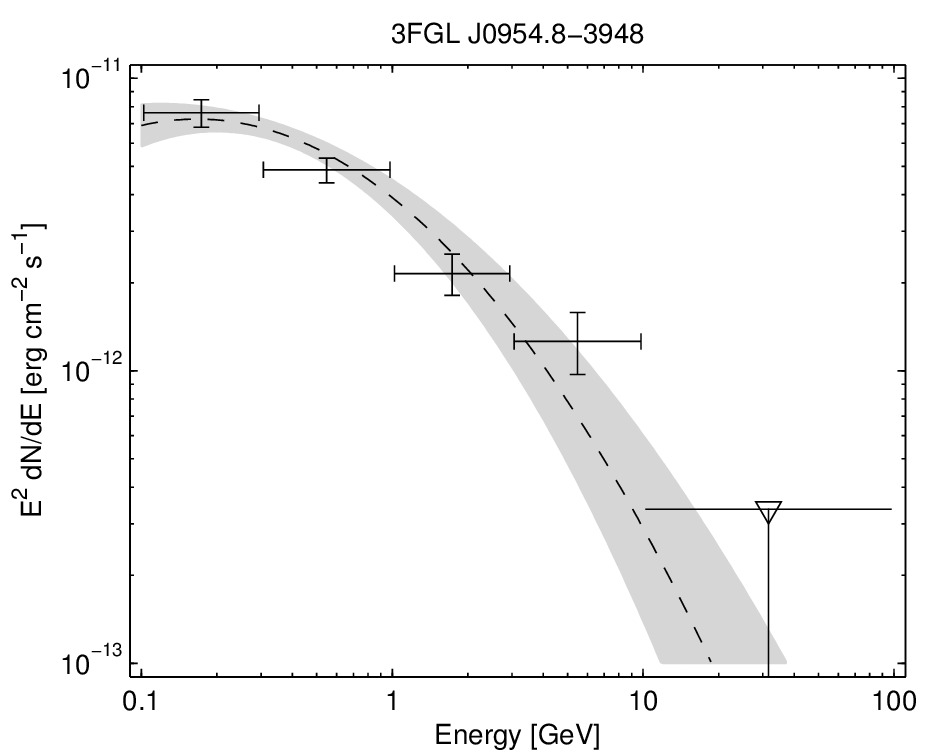 3FGL J0954.8−3948
10⁻¹¹
10⁻¹²
10⁻¹³
E² dN/dE [erg cm⁻² s⁻¹]
0.1 1 10 100
Energy [GeV]